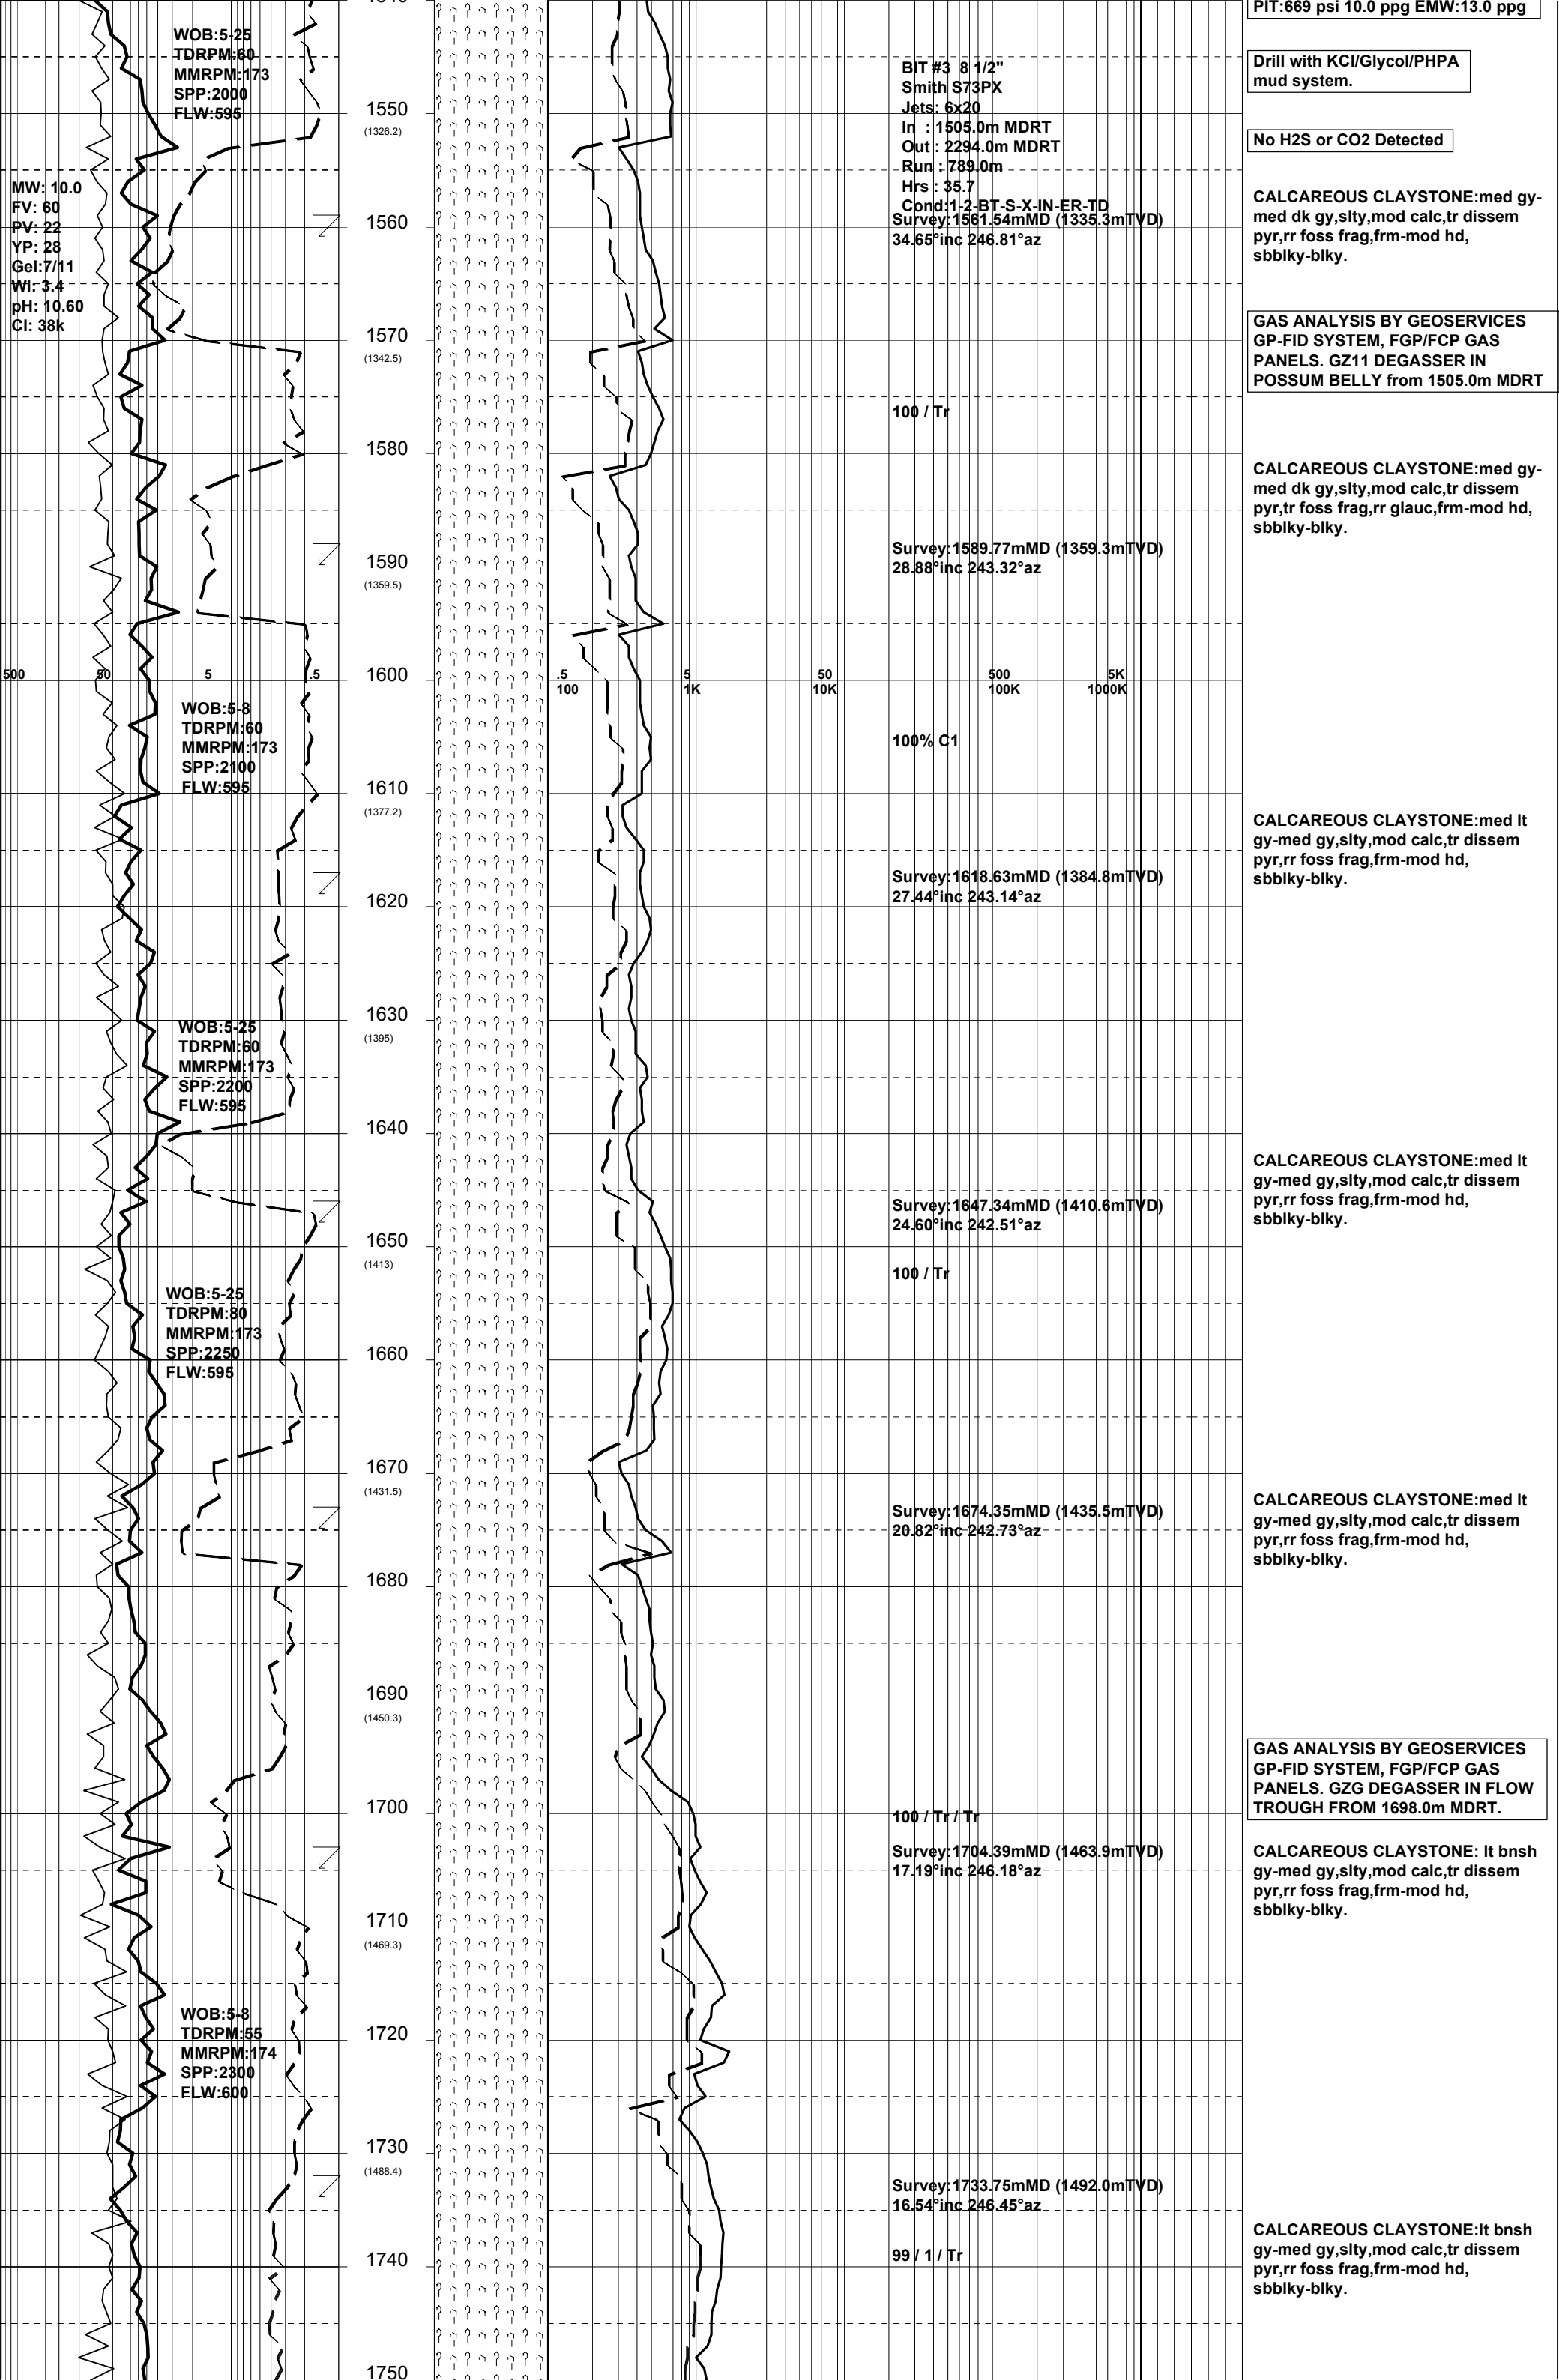 PIT:669 psi 10.0 ppg EMW:13.0 ppg
WOB:5-25
TDRPM:60
MMRPM:173
SPP:2000
FLW:595
BIT #3 8 1/2"
Smith S73PX
Jets: 6x20
In : 1505.0m MDRT
Out : 2294.0m MDRT
Run : 789.0m
Hrs : 35.7
Cond:1-2-BT-S-X-IN-ER-TD
Drill with KCl/Glycol/PHPA
mud system.
1550
(1326.2)
No H2S or CO2 Detected
MW: 10.0
FV: 60
PV: 22
YP: 28
Gel:7/11
Wl: 3.4
pH: 10.60
Cl: 38k
CALCAREOUS CLAYSTONE:med gy-
med dk gy,slty,mod calc,tr dissem
pyr,rr foss frag,frm-mod hd,
sbblky-blky.
1560
Survey:1561.54mMD (1335.3mTVD)
34.65°inc 246.81°az
GAS ANALYSIS BY GEOSERVICES
GP-FID SYSTEM, FGP/FCP GAS
PANELS. GZ11 DEGASSER IN
POSSUM BELLY from 1505.0m MDRT
1570
(1342.5)
100 / Tr
1580
CALCAREOUS CLAYSTONE:med gy-
med dk gy,slty,mod calc,tr dissem
pyr,tr foss frag,rr glauc,frm-mod hd,
sbblky-blky.
Survey:1589.77mMD (1359.3mTVD)
28.88°inc 243.32°az
1590
(1359.5)
500 50 5 .5
1600
.5 5 50 500 5K
100 1K 10K 100K 1000K
WOB:5-8
TDRPM:60
MMRPM:173
SPP:2100
FLW:595
100% C1
1610
(1377.2)
CALCAREOUS CLAYSTONE:med lt
gy-med gy,slty,mod calc,tr dissem
pyr,rr foss frag,frm-mod hd,
sbblky-blky.
Survey:1618.63mMD (1384.8mTVD)
27.44°inc 243.14°az
1620
1630
(1395)
WOB:5-25
TDRPM:60
MMRPM:173
SPP:2200
FLW:595
1640
CALCAREOUS CLAYSTONE:med lt
gy-med gy,slty,mod calc,tr dissem
pyr,rr foss frag,frm-mod hd,
sbblky-blky.
Survey:1647.34mMD (1410.6mTVD)
24.60°inc 242.51°az
1650
(1413)
100 / Tr
WOB:5-25
TDRPM:80
MMRPM:173
SPP:2250
FLW:595
1660
1670
(1431.5)
CALCAREOUS CLAYSTONE:med lt
gy-med gy,slty,mod calc,tr dissem
pyr,rr foss frag,frm-mod hd,
sbblky-blky.
Survey:1674.35mMD (1435.5mTVD)
20.82°inc 242.73°az
1680
1690
(1450.3)
GAS ANALYSIS BY GEOSERVICES
GP-FID SYSTEM, FGP/FCP GAS
PANELS. GZG DEGASSER IN FLOW
TROUGH FROM 1698.0m MDRT.
1700
100 / Tr / Tr
Survey:1704.39mMD (1463.9mTVD)
17.19°inc 246.18°az
CALCAREOUS CLAYSTONE: lt bnsh
gy-med gy,slty,mod calc,tr dissem
pyr,rr foss frag,frm-mod hd,
sbblky-blky.
1710
(1469.3)
WOB:5-8
TDRPM:55
MMRPM:174
SPP:2300
FLW:600
1720
1730
(1488.4)
Survey:1733.75mMD (1492.0mTVD)
16.54°inc 246.45°az
CALCAREOUS CLAYSTONE:lt bnsh
gy-med gy,slty,mod calc,tr dissem
pyr,rr foss frag,frm-mod hd,
sbblky-blky.
99 / 1 / Tr
1740
1750